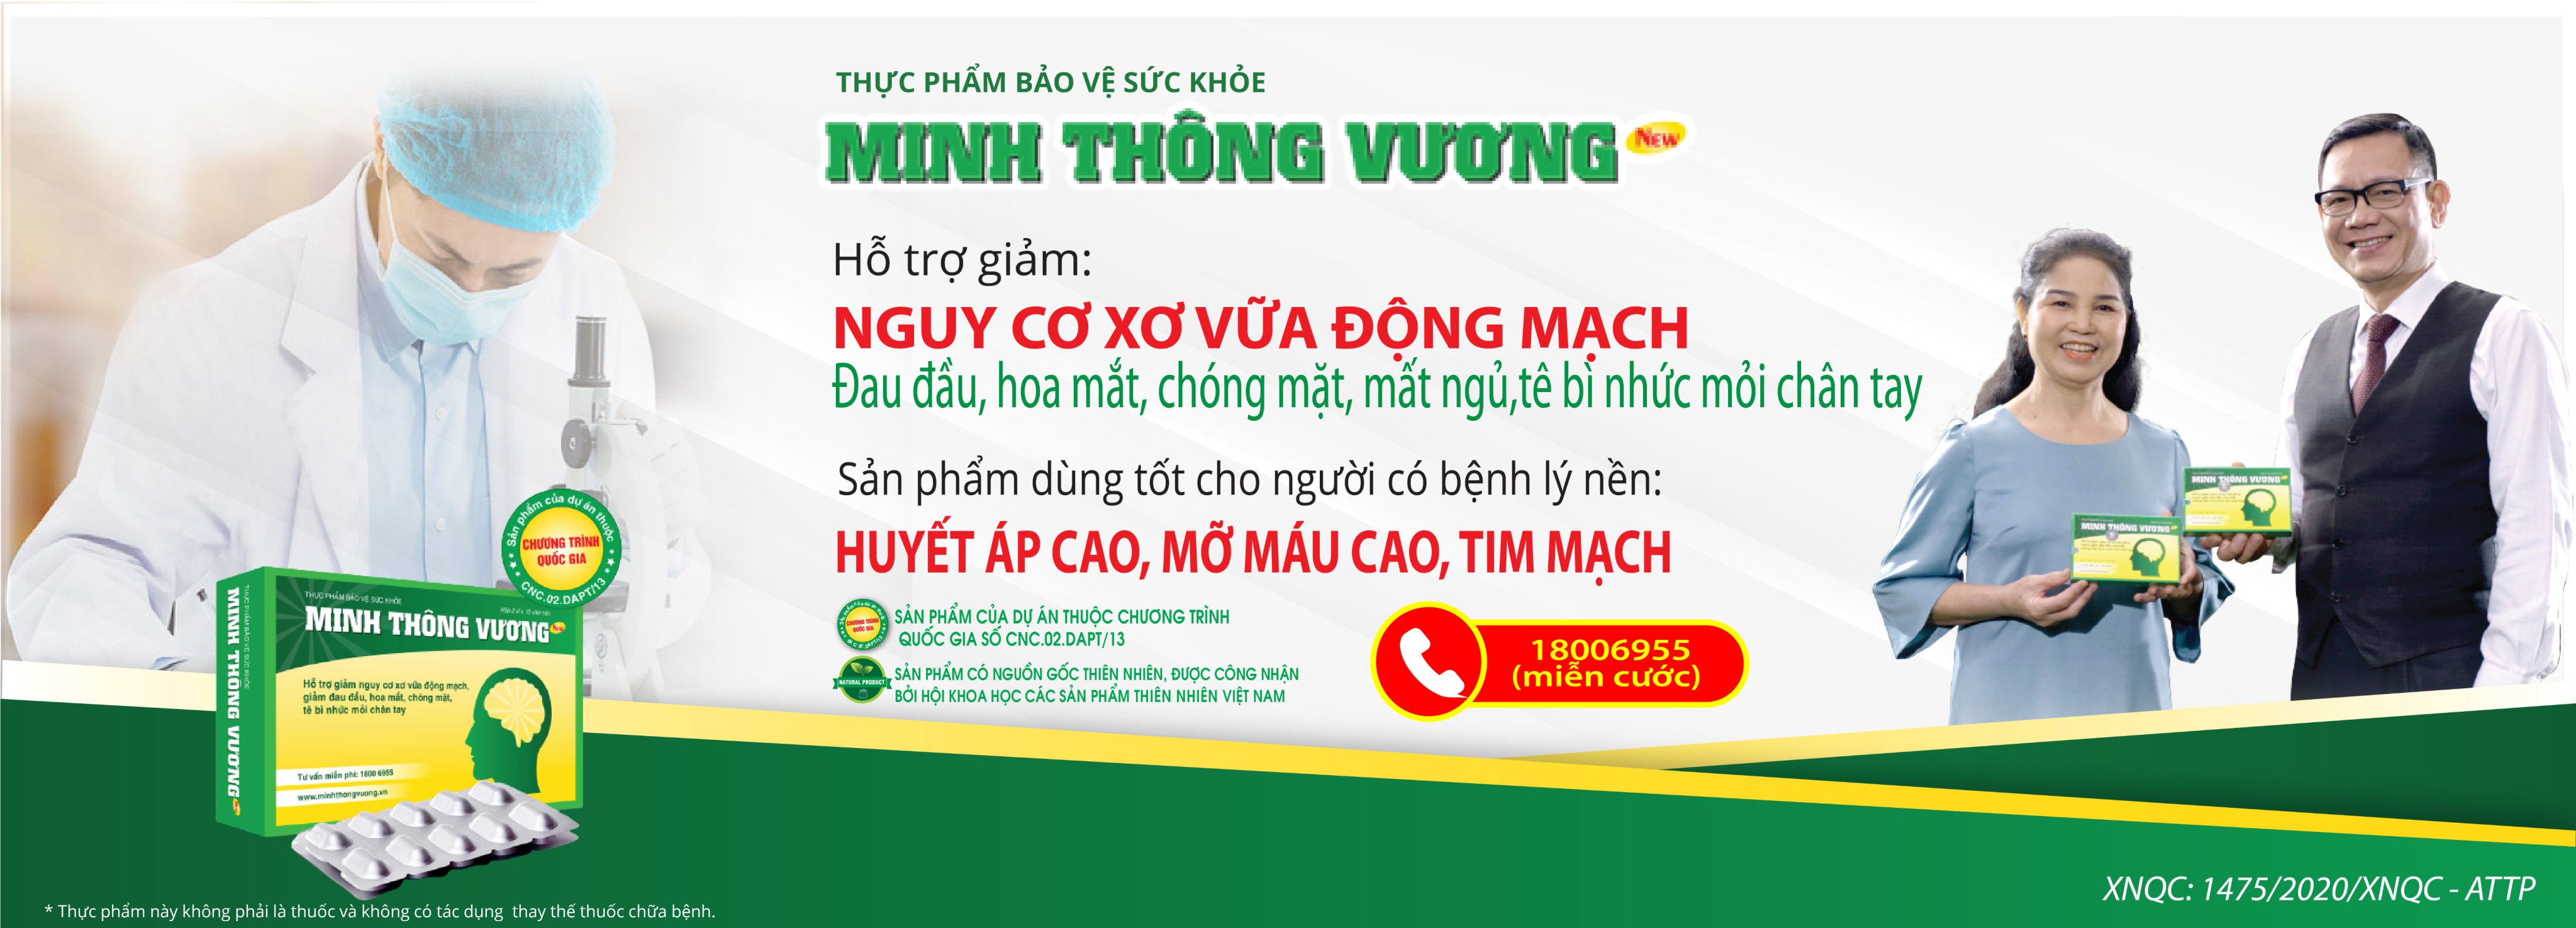 THỰC PHẨM BẢO VỆ SỨC KHỎE
MINH THÔNG VƯƠNG NEW
Hỗ trợ giảm:
NGUY CƠ XƠ VỮA ĐỘNG MẠCH
Đau đầu, hoa mắt, chóng mặt, mất ngủ,tê bì nhức mỏi chân tay
Sản phẩm dùng tốt cho người có bệnh lý nền:
HUYẾT ÁP CAO, MỠ MÁU CAO, TIM MẠCH
SẢN PHẨM CỦA DỰ ÁN THUỘC CHƯƠNG TRÌNH
QUỐC GIA SỐ CNC.02.DAPT/13
NATURAL PRODUCT
SẢN PHẨM CÓ NGUỒN GỐC THIÊN NHIÊN, ĐƯỢC CÔNG NHẬN
BỞI HỘI KHOA HỌC CÁC SẢN PHẨM THIÊN NHIÊN VIỆT NAM
18006955
(miễn cước)
Sản phẩm của dự án thuộc
CHƯƠNG TRÌNH
QUỐC GIA
CNC.02.DAPT/13
THỰC PHẨM BẢO VỆ SỨC KHỎE
MINH THÔNG VƯƠNG New
Hỗ trợ giảm nguy cơ xơ vữa động mạch,
giảm đau đầu, hoa mắt, chóng mặt,
tê bì nhức mỏi chân tay
Tư vấn miễn phí: 1800 6955
www.minhthongvuong.vn
MINH THÔNG VƯƠNG
MINH THÔNG VƯƠNG
MINH THÔNG VƯƠNG
* Thực phẩm này không phải là thuốc và không có tác dụng thay thế thuốc chữa bệnh.
XNQC: 1475/2020/XNQC - ATTP